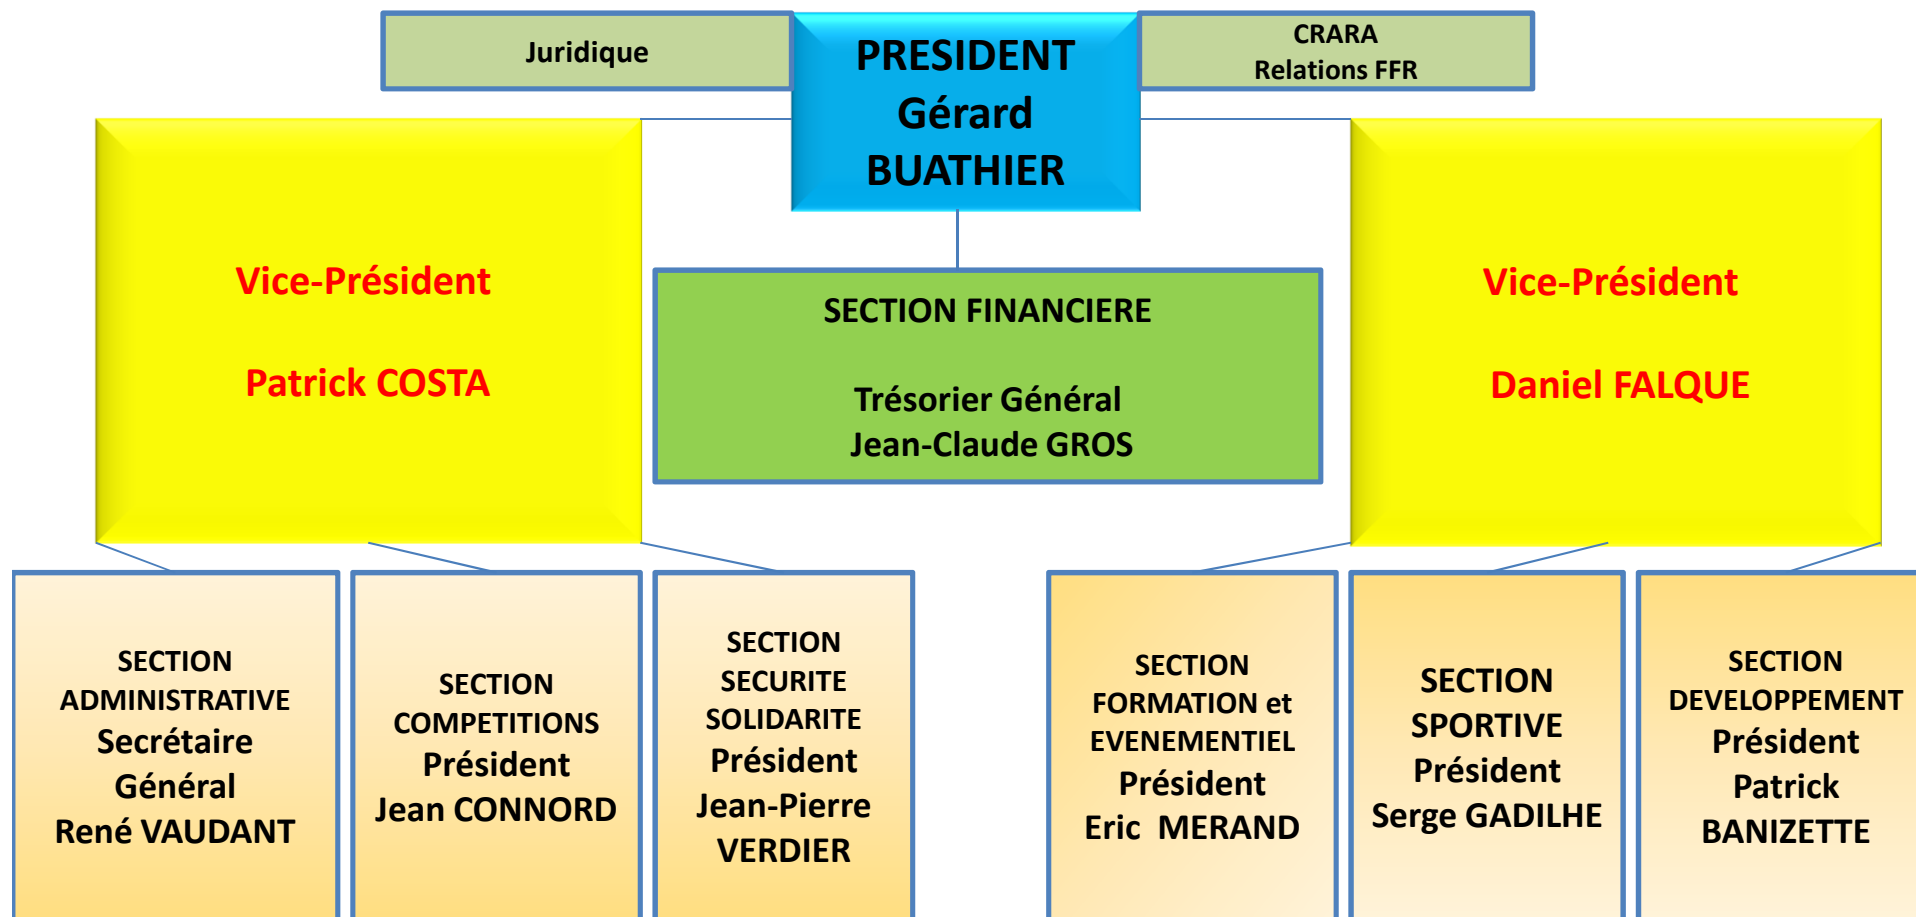 Juridique
PRESIDENT
Gérard
BUATHIER
CRARA
Relations FFR
Vice-Président
Patrick COSTA
SECTION FINANCIERE
Trésorier Général
Jean-Claude GROS
Vice-Président
Daniel FALQUE
SECTION
ADMINISTRATIVE
Secrétaire
Général
René VAUDANT
SECTION
COMPETITIONS
Président
Jean CONNORD
SECTION
SECURITE
SOLIDARITE
Président
Jean-Pierre
VERDIER
SECTION
FORMATION et
EVENEMENTIEL
Président
Eric  MERAND
SECTION
SPORTIVE
Président
Serge GADILHE
SECTION
DEVELOPPEMENT
Président
Patrick
BANIZETTE